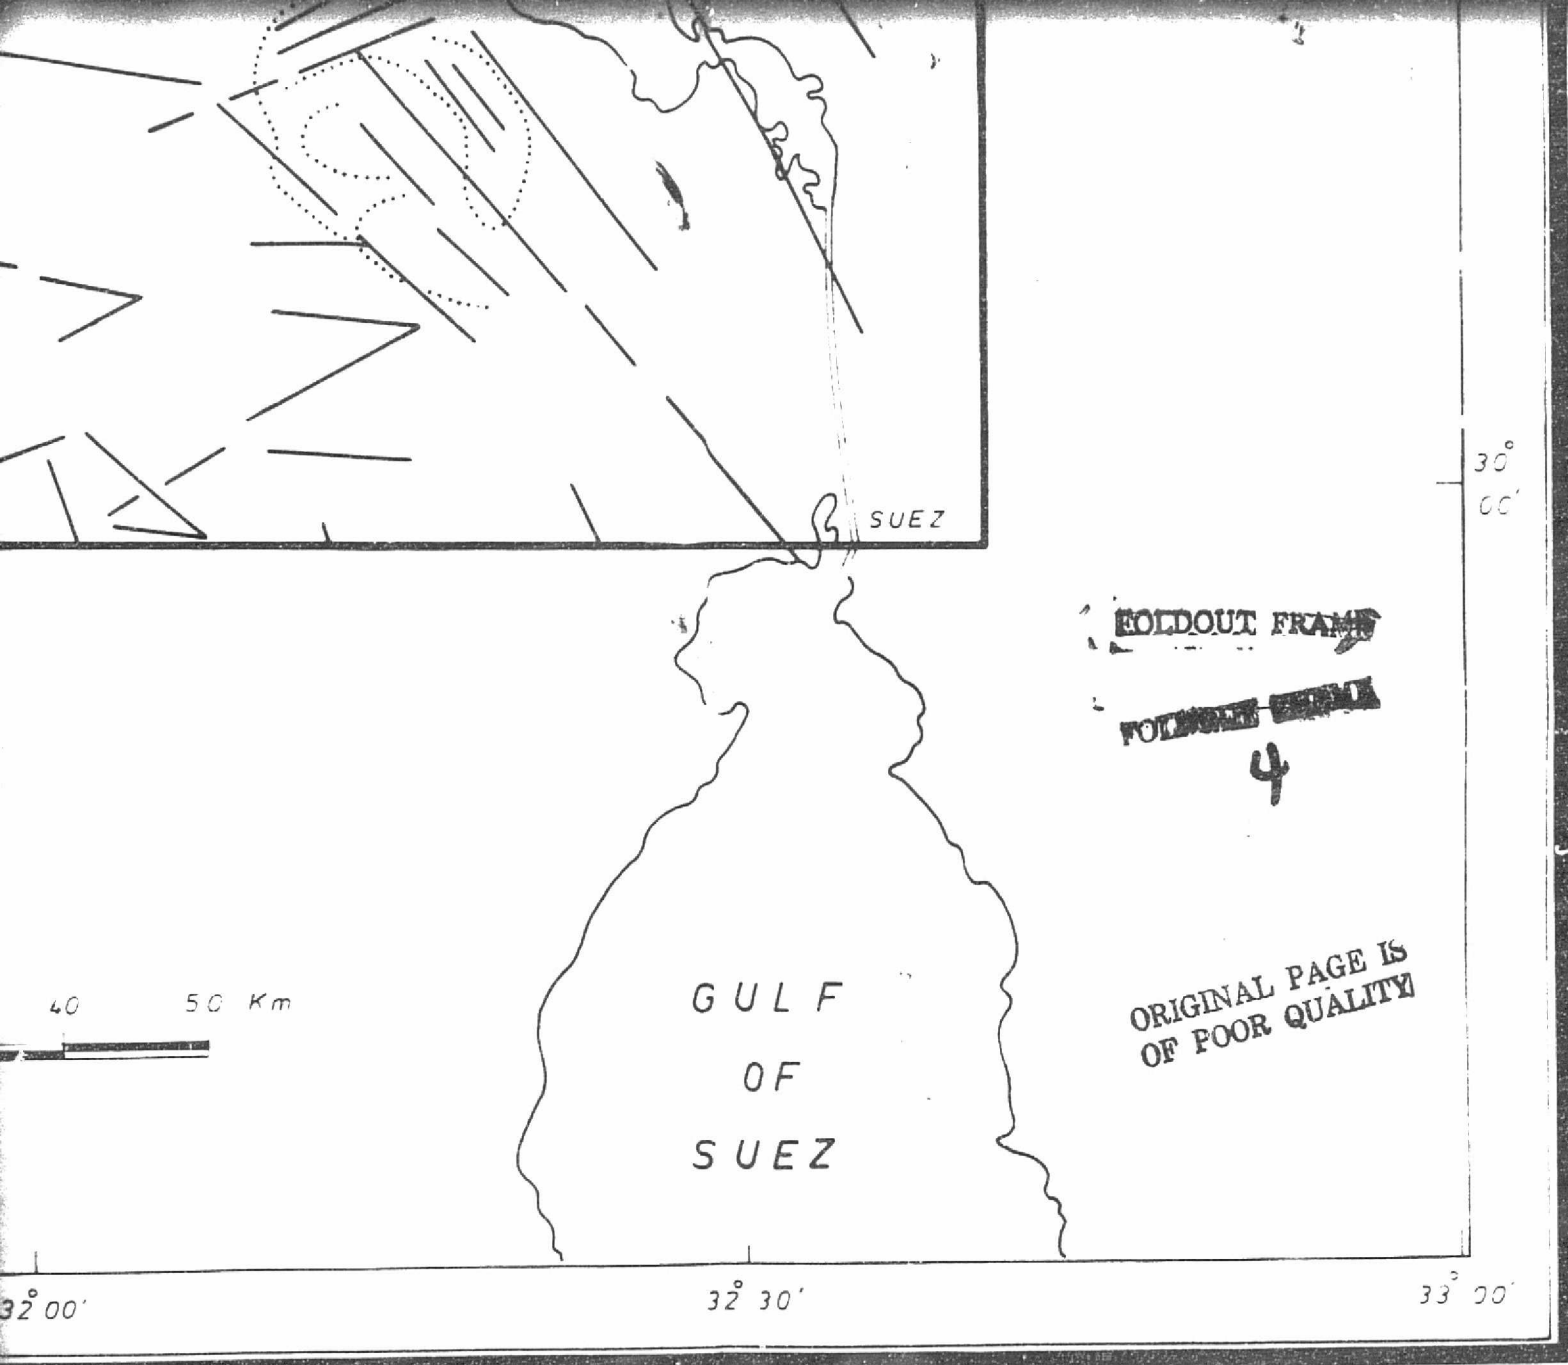 30°
00'
SUEZ
FOLDOUT FRAME
4
ORIGINAL PAGE IS
OF POOR QUALITY
40 50 Km
GULF
OF
SUEZ
32°00' 32°30' 33°00'